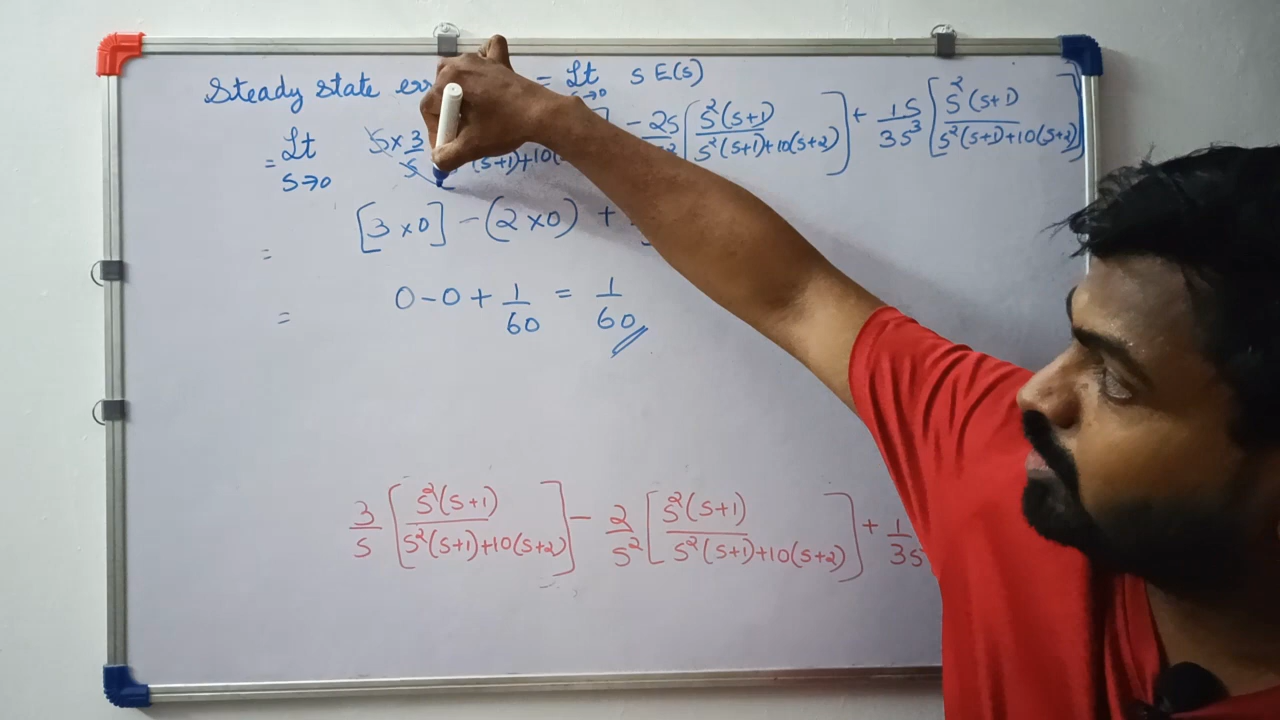 Steady state = Lt s→0 s E(s)
= Lt s→0 s × 3/s (s+1)+10( - 2s [s²(s+1)/s²(s+1)+10(s+2)] + 1s/3s³ [s²(s+1)/s²(s+1)+10(s+2)]
= [3×0] - (2×0) +
= 0-0+ 1/60 = 1/60
3/s [s²(s+1)/s²(s+1)+10(s+2)] - 2/s² [s²(s+1)/s²(s+1)+10(s+2)] + 1/3s